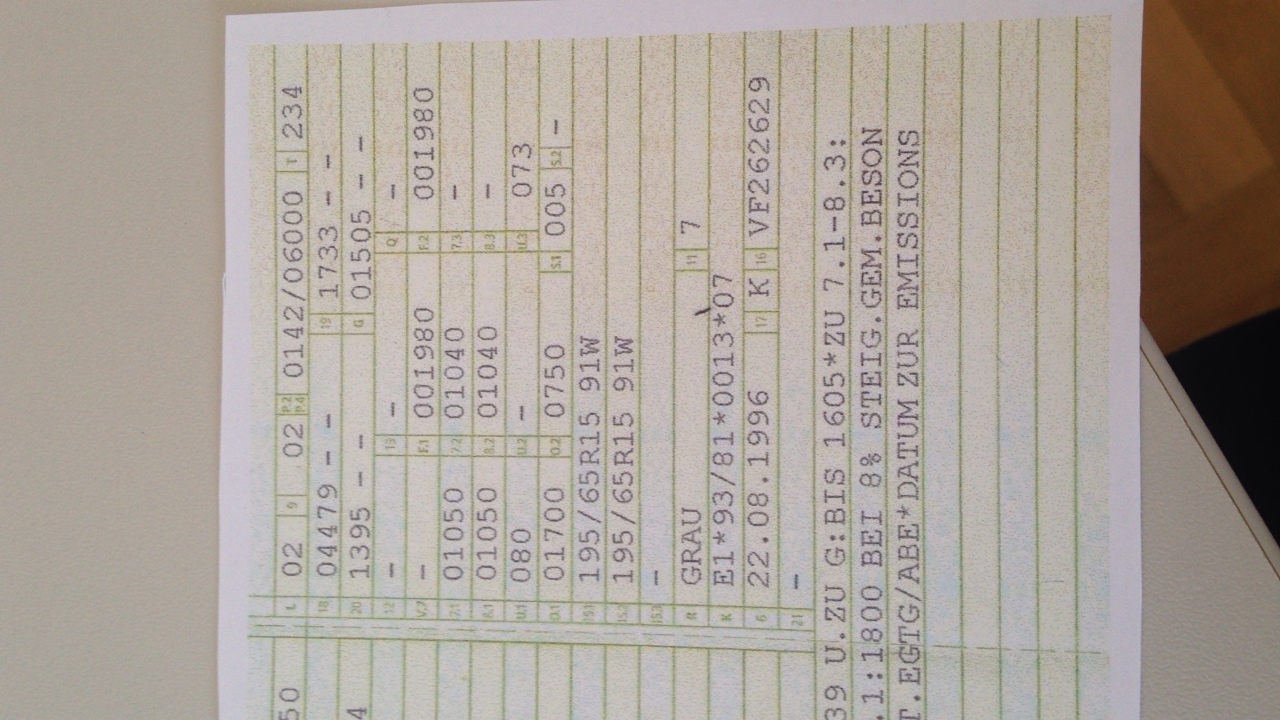 50 L 02 9 02 P.2 P.4 0142/06000 T 234
18 04479 - - 19 1733 - -
4 20 1395 - - G 01505 - -
12 - 13 - Q -
V.7 - F.1 001980 F.2 001980
7.1 01050 7.2 01040 7.3 -
8.1 01050 8.2 01040 8.3 -
U.1 080 U.2 - U.3 073
O.1 01700 O.2 0750 S.1 005 S.2 -
15.1 195/65R15 91W
15.2 195/65R15 91W
15.3 -
R GRAU 11 7
K E1*93/81*0013*07
6 22.08.1996 17 K 16 VF262629
21 -
39 U.ZU G:BIS 1605*ZU 7.1-8.3:
.1:1800 BEI 8% STEIG.GEM.BESON
T.EGTG/ABE*DATUM ZUR EMISSIONS